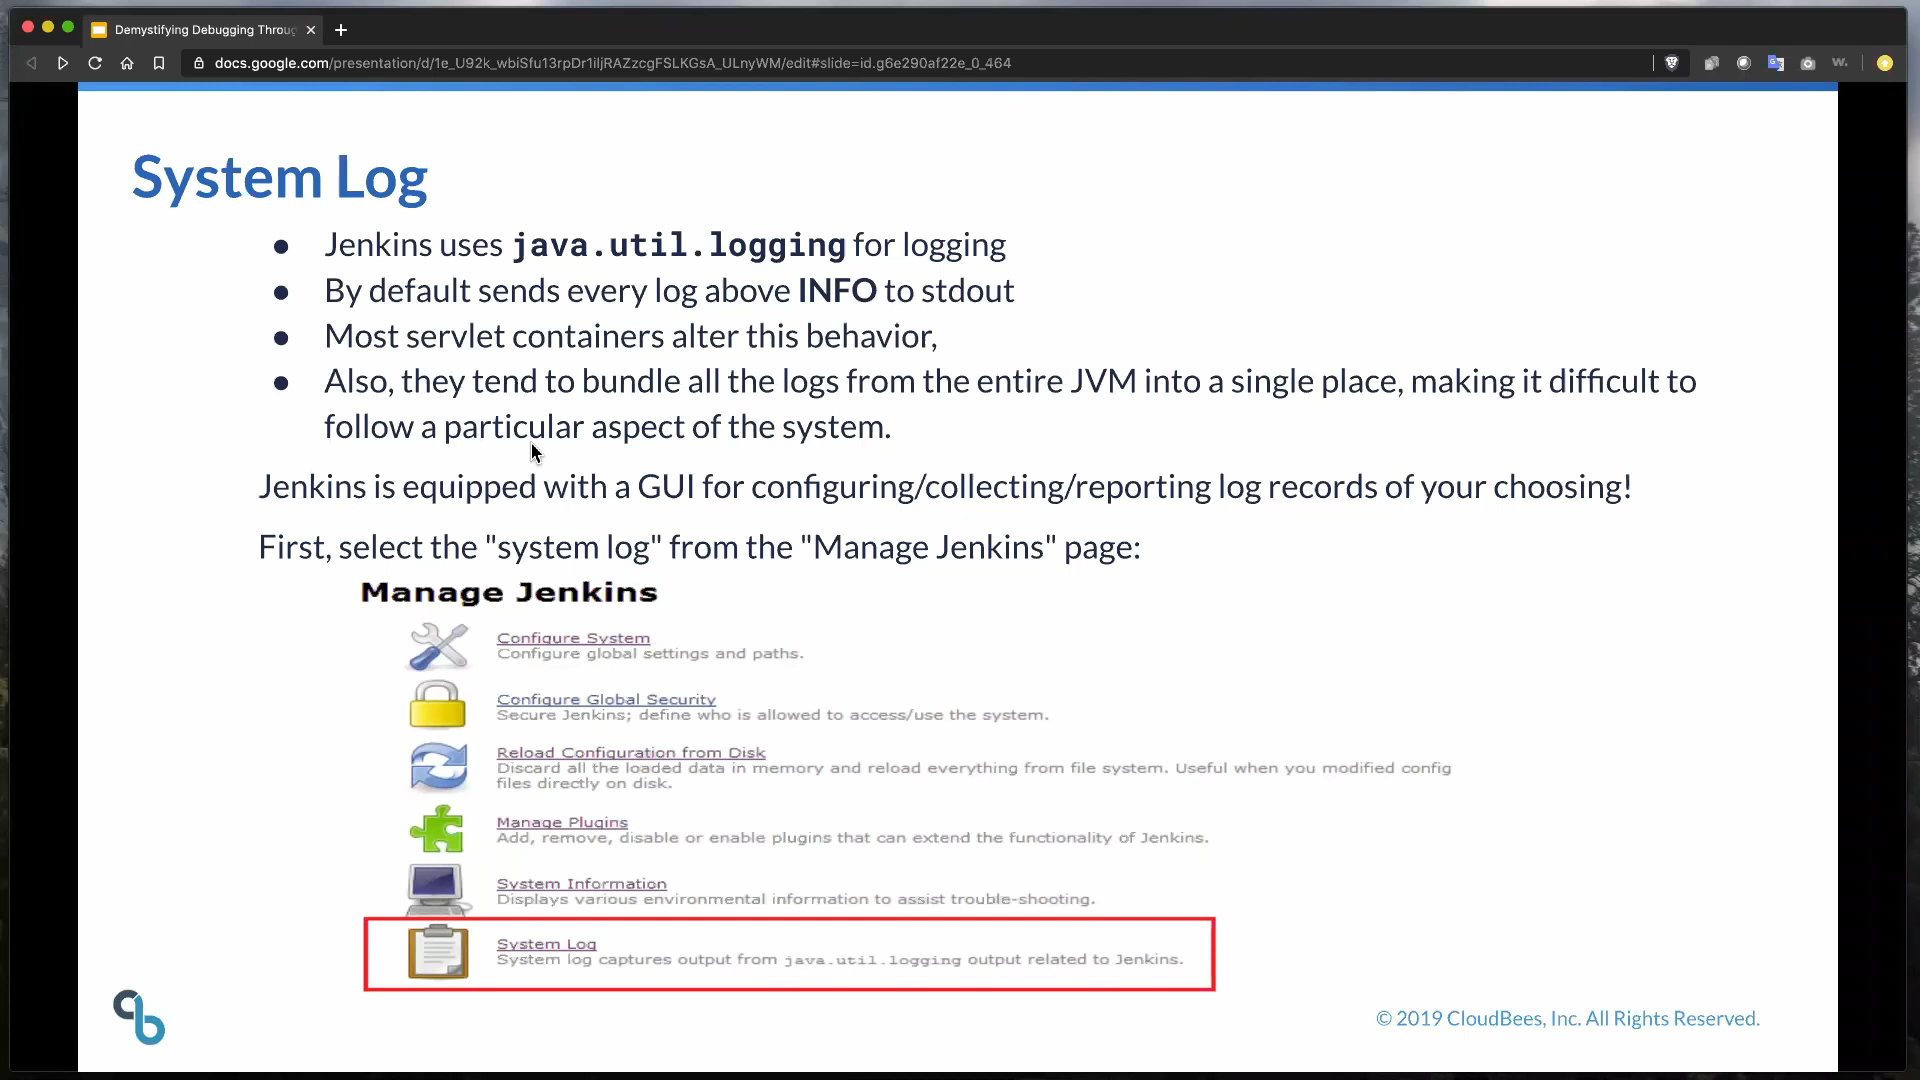 Demystifying Debugging Throu
docs.google.com/presentation/d/1e_U92k_wbiSfu13rpDr1iljRAZzcgFSLKGsA_ULnyWM/edit#slide=id.g6e290af22e_0_464
System Log
● Jenkins uses java.util.logging for logging
● By default sends every log above INFO to stdout
● Most servlet containers alter this behavior,
● Also, they tend to bundle all the logs from the entire JVM into a single place, making it difficult to
follow a particular aspect of the system.
Jenkins is equipped with a GUI for configuring/collecting/reporting log records of your choosing!
First, select the "system log" from the "Manage Jenkins" page:
Manage Jenkins
Configure System
Configure global settings and paths.
Configure Global Security
Secure Jenkins; define who is allowed to access/use the system.
Reload Configuration from Disk
Discard all the loaded data in memory and reload everything from file system. Useful when you modified config
files directly on disk.
Manage Plugins
Add, remove, disable or enable plugins that can extend the functionality of Jenkins.
System Information
Displays various environmental information to assist trouble-shooting.
System Log
System log captures output from java.util.logging output related to Jenkins.
© 2019 CloudBees, Inc. All Rights Reserved.